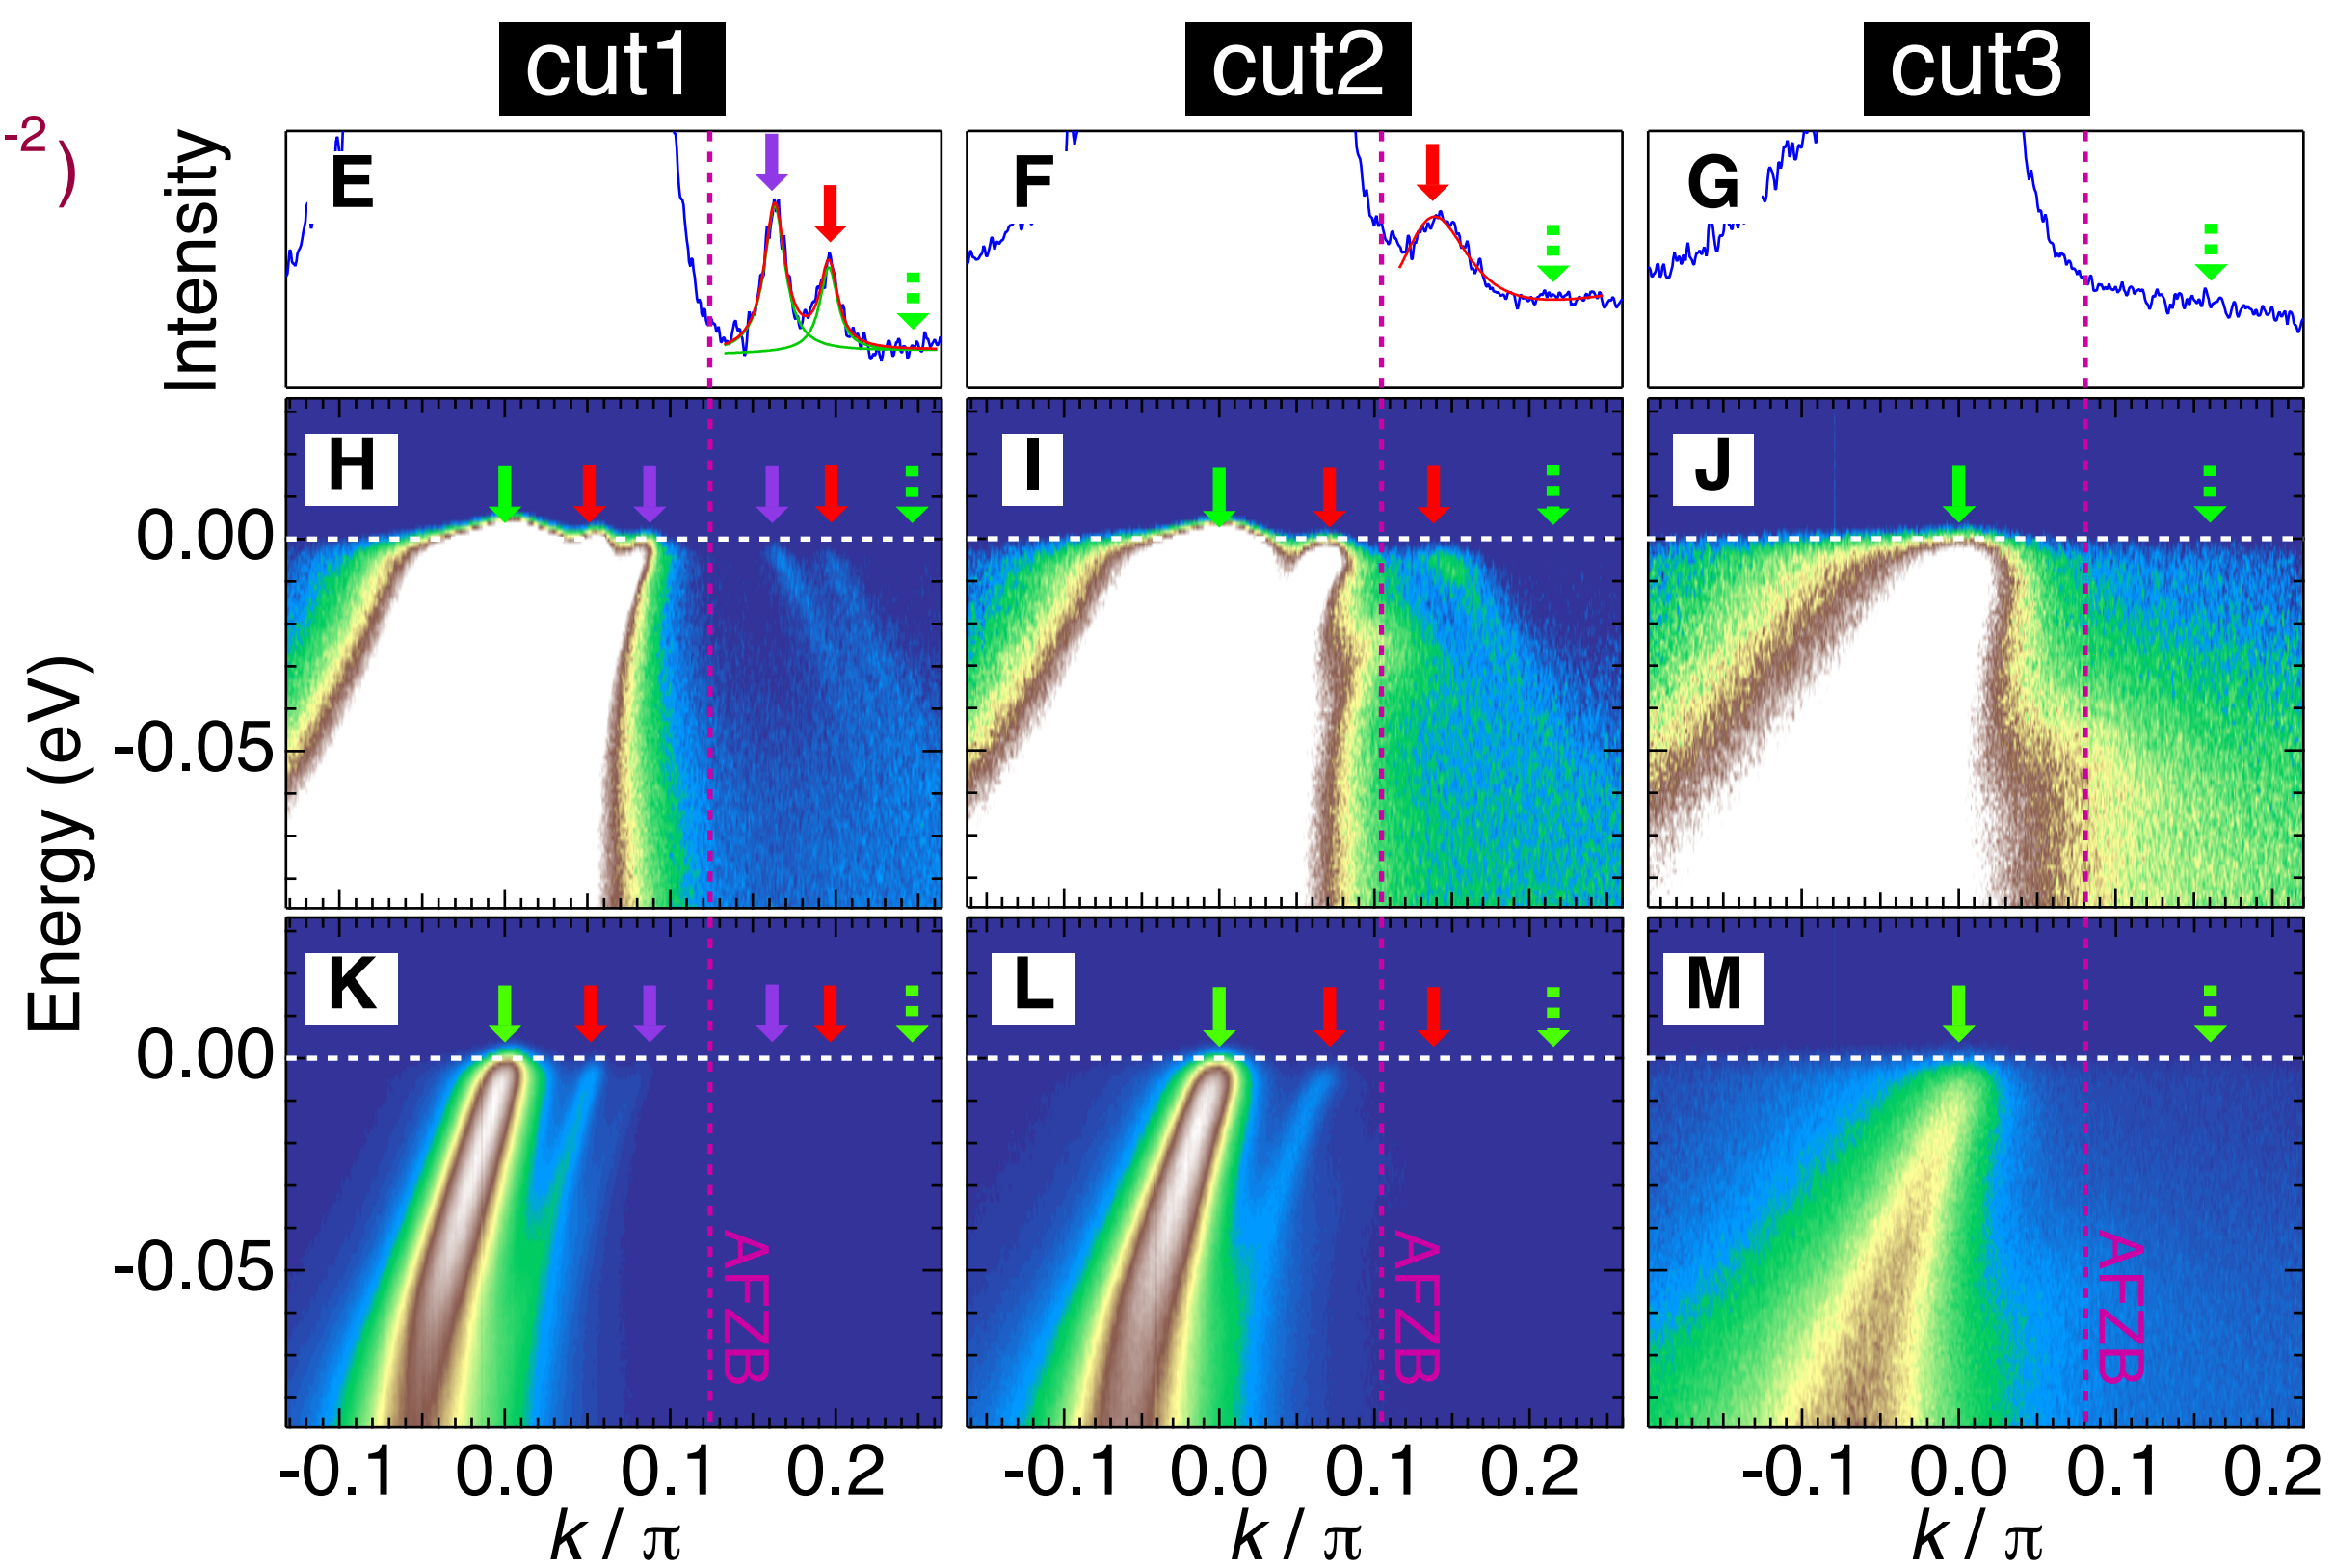 cut1 cut2 cut3
-2)
Intensity
E F G
H I J
0.00
-0.05
Energy (eV)
K L M
0.00
-0.05
AFZB AFZB AFZB
-0.1 0.0 0.1 0.2 -0.1 0.0 0.1 0.2 -0.1 0.0 0.1 0.2
k / π k / π k / π